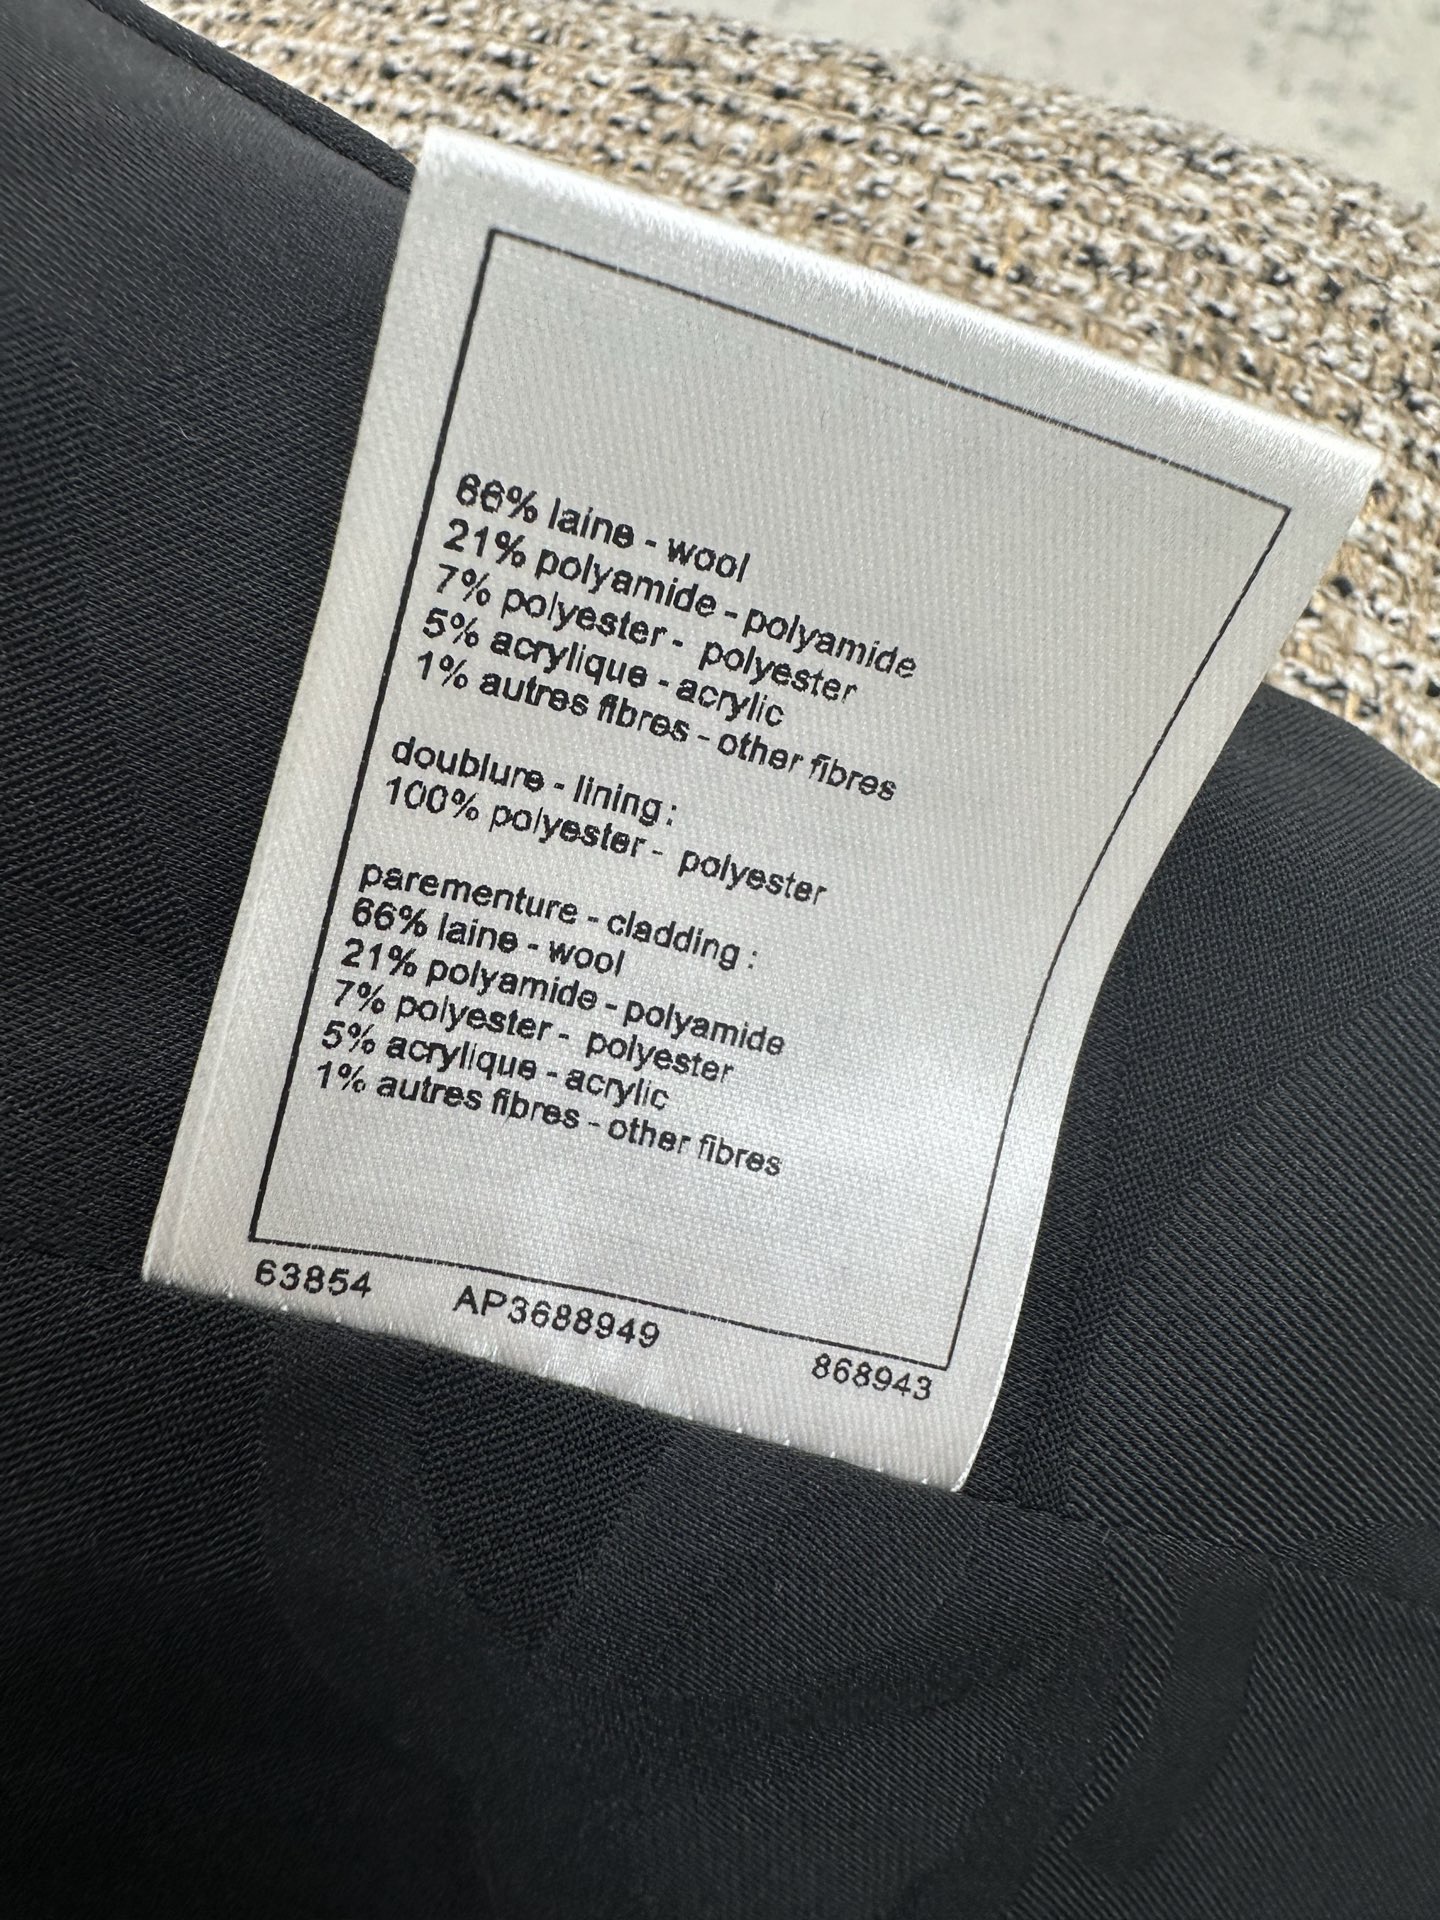 66% laine - wool
21% polyamide - polyamide
7% polyester - polyester
5% acrylique - acrylic
1% autres fibres - other fibres
doublure - lining :
100% polyester - polyester
parementure - cladding :
66% laine - wool
21% polyamide - polyamide
7% polyester - polyester
5% acrylique - acrylic
1% autres fibres - other fibres
63854 AP3688949 868943